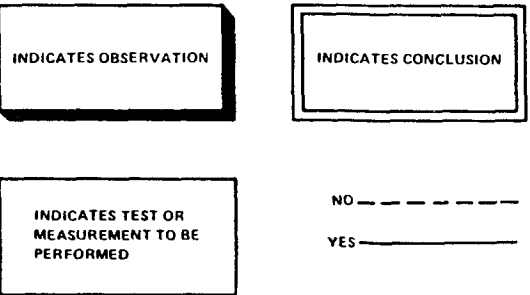 INDICATES OBSERVATION
INDICATES CONCLUSION
INDICATES TEST OR
MEASUREMENT TO BE
PERFORMED
NO
YES